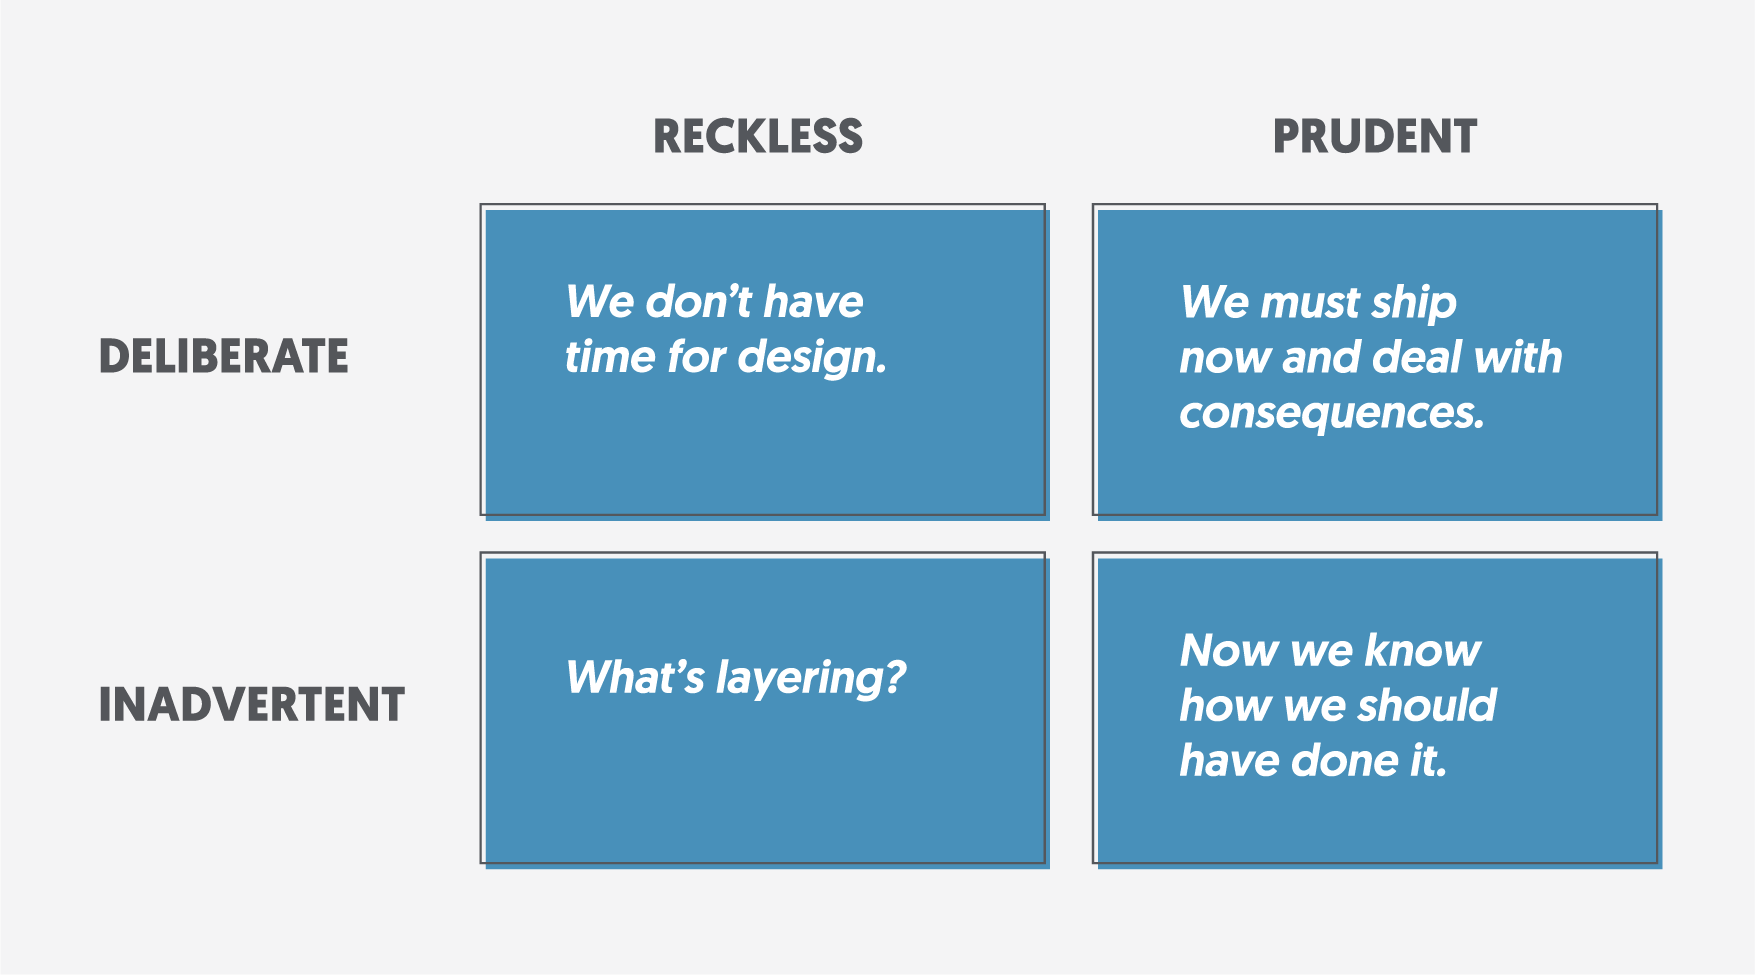 RECKLESS
PRUDENT
DELIBERATE
We don’t have
time for design.
We must ship
now and deal with
consequences.
INADVERTENT
What’s layering?
Now we know
how we should
have done it.